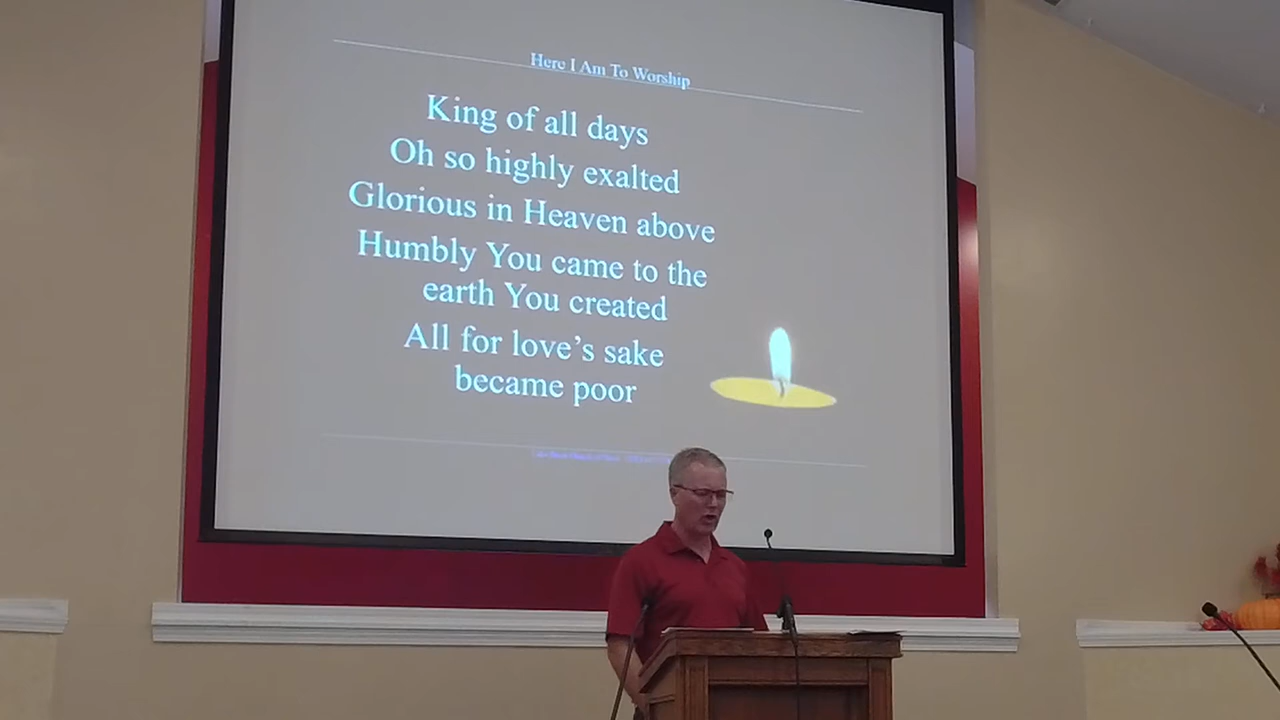 Here I Am To Worship
King of all days
Oh so highly exalted
Glorious in Heaven above
Humbly You came to the
earth You created
All for love's sake
became poor